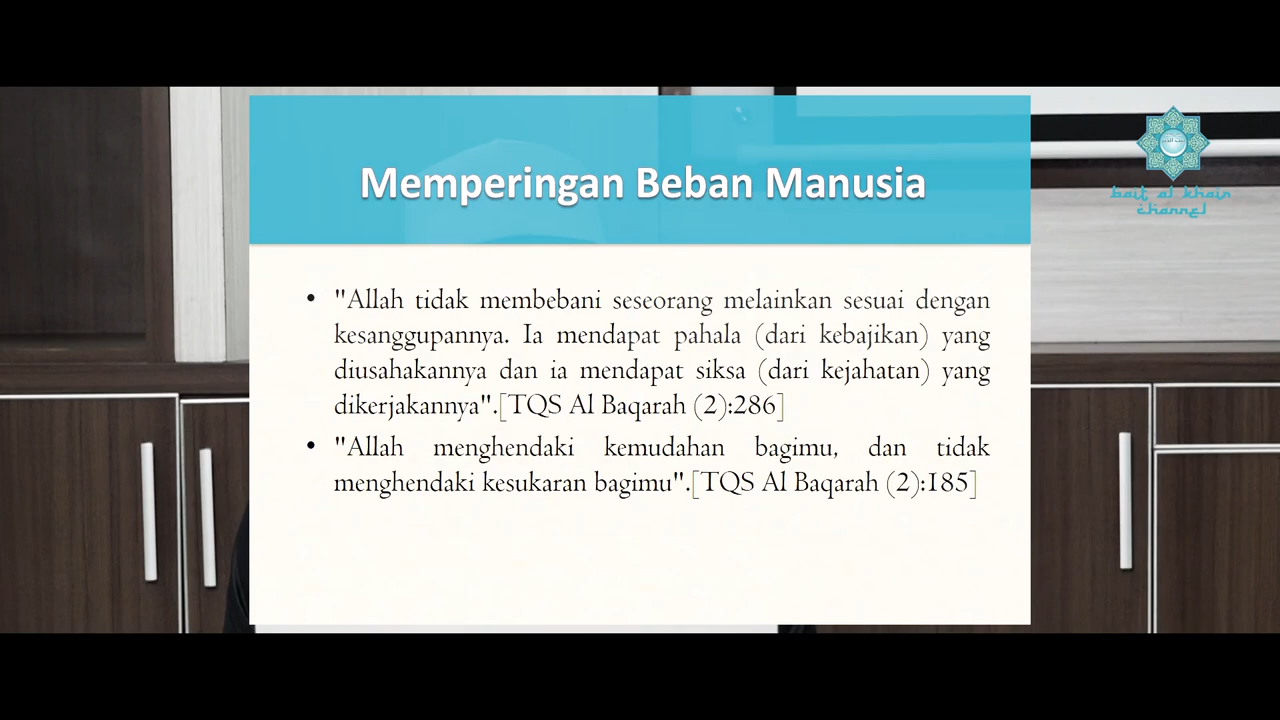 Memperingan Beban Manusia
bait al khair
channel
• "Allah tidak membebani seseorang melainkan sesuai dengan
kesanggupannya. Ia mendapat pahala (dari kebajikan) yang
diusahakannya dan ia mendapat siksa (dari kejahatan) yang
dikerjakannya".[TQS Al Baqarah (2):286]
• "Allah menghendaki kemudahan bagimu, dan tidak
menghendaki kesukaran bagimu".[TQS Al Baqarah (2):185]